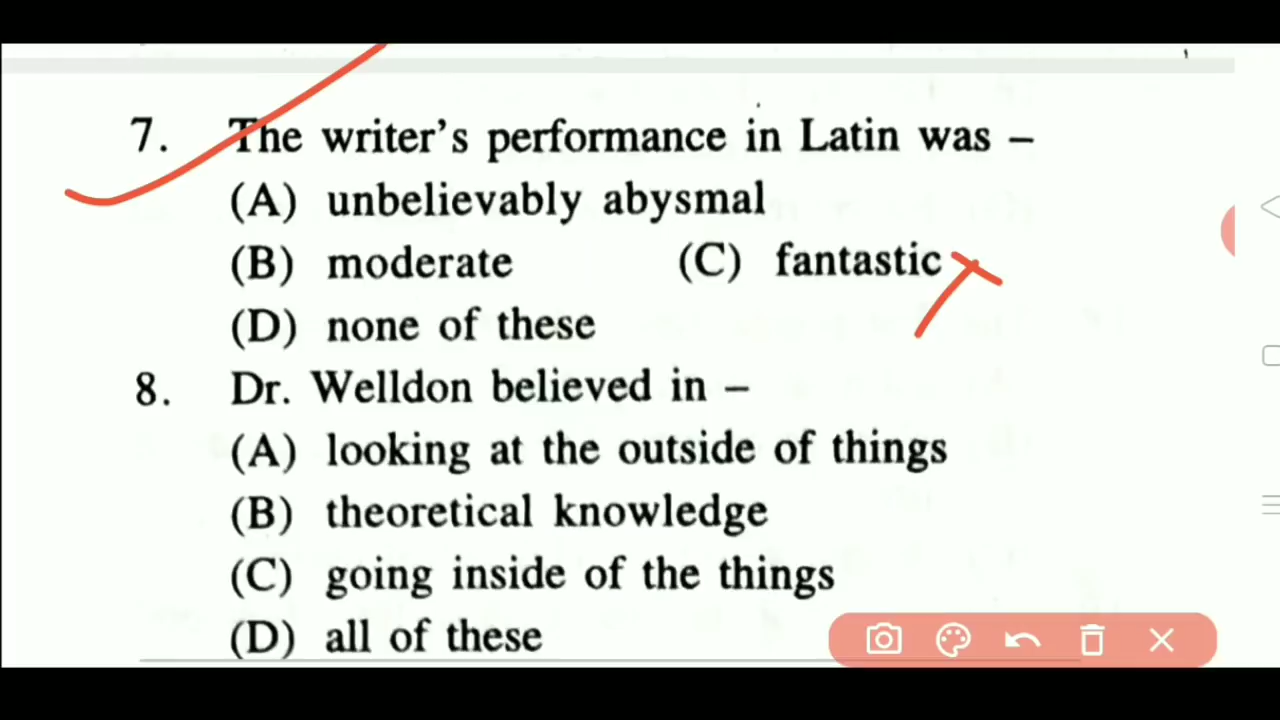 7. The writer's performance in Latin was –
(A) unbelievably abysmal
(B) moderate (C) fantastic
(D) none of these
8. Dr. Welldon believed in –
(A) looking at the outside of things
(B) theoretical knowledge
(C) going inside of the things
(D) all of these